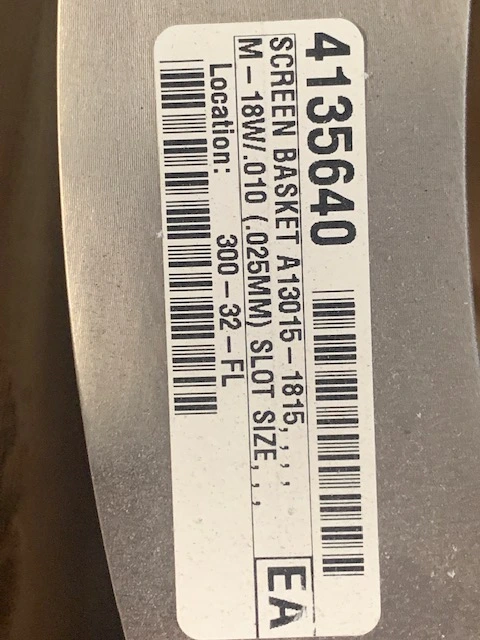 4135640
SCREEN BASKET A13015-1815, , , ,
M-18W/.010 (.025MM) SLOT SIZE, , ,
EA
Location: 300-32-FL